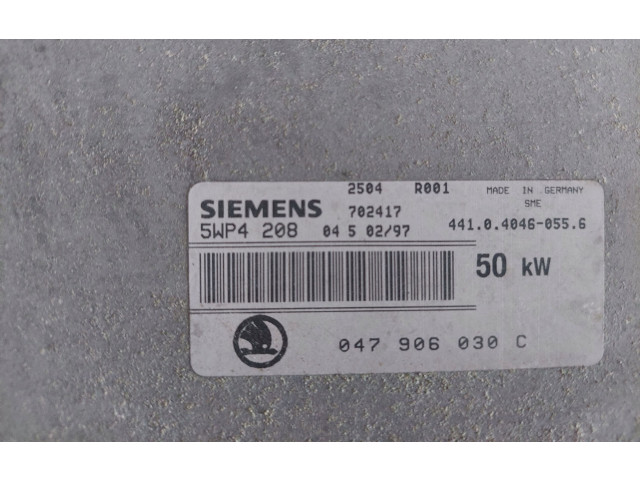 2504 R001 MADE IN GERMANY
SIEMENS 702417 SME
5WP4 208 04 5 02/97 441.0.4046-055.6
50 kW
047 906 030 C